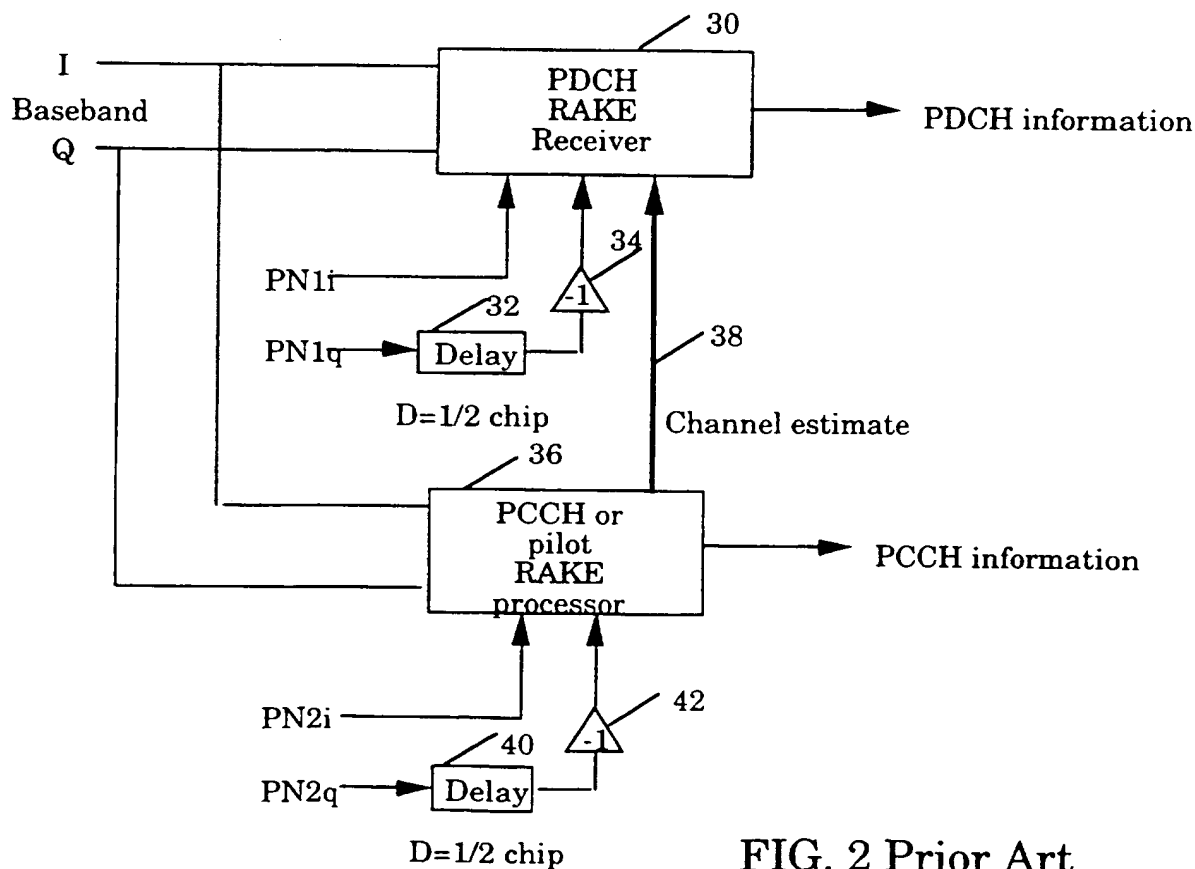 30
I
Baseband
Q
PDCH
RAKE
Receiver
PDCH information
34
-1
PN1i
32
PN1q
Delay
38
D=1/2 chip
Channel estimate
36
PCCH or
pilot
RAKE
processor
PCCH information
PN2i
42
-1
40
PN2q
Delay
D=1/2 chip
FIG. 2 Prior Art